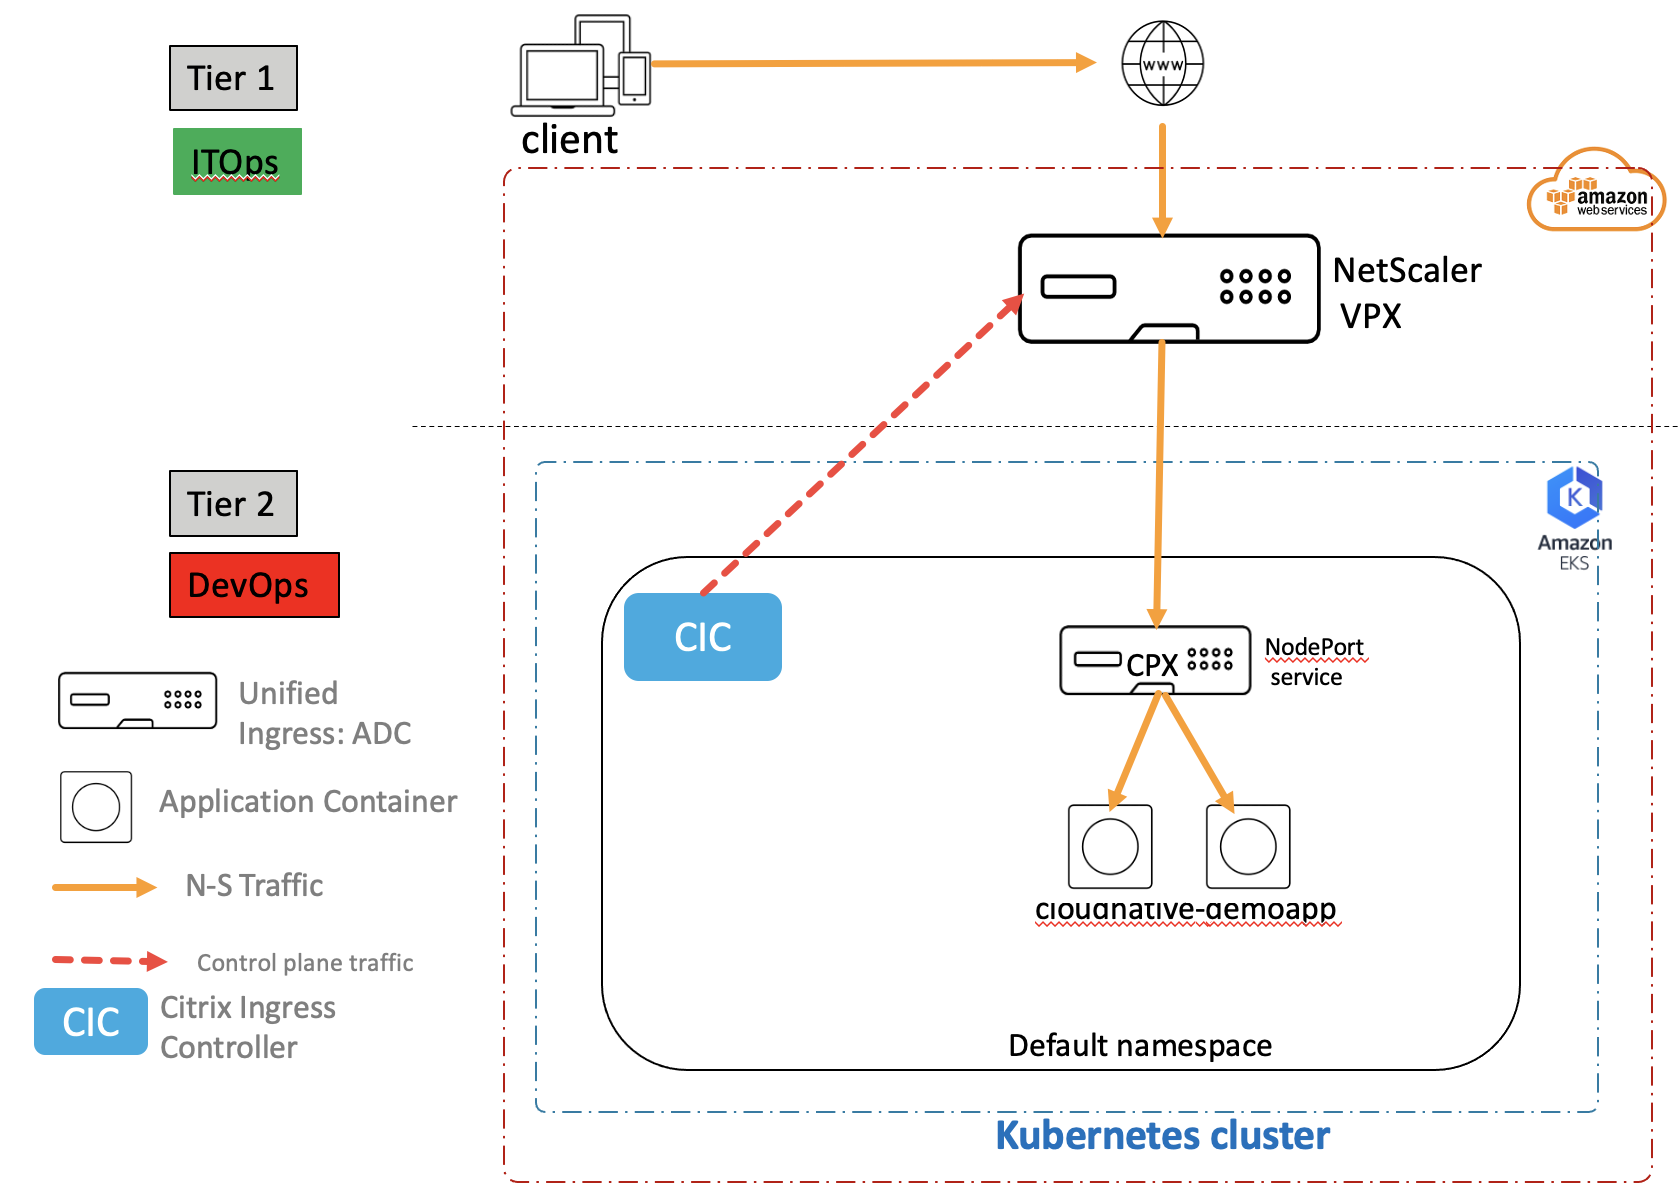 Tier 1
ITOps
client
www
amazon
web services
NetScaler
VPX
Tier 2
DevOps
K
Amazon
EKS
CIC
CPX
NodePort
service
Unified
Ingress: ADC
Application Container
cloudnative-demoapp
N-S Traffic
Control plane traffic
CIC
Citrix Ingress
Controller
Default namespace
Kubernetes cluster